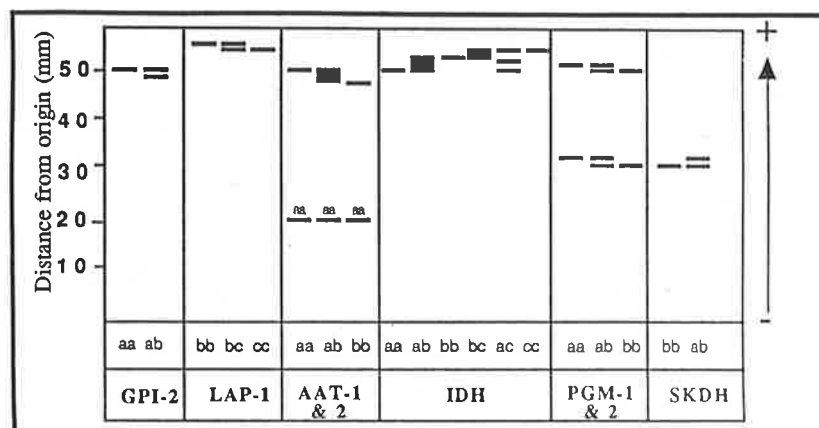 Distance from origin (mm)
50
40
30
20
10
+
-
aa aa aa
aa ab
bb bc cc
aa ab bb
aa ab bb bc ac cc
aa ab bb
bb ab
GPI-2
LAP-1
AAT-1
& 2
IDH
PGM-1
& 2
SKDH